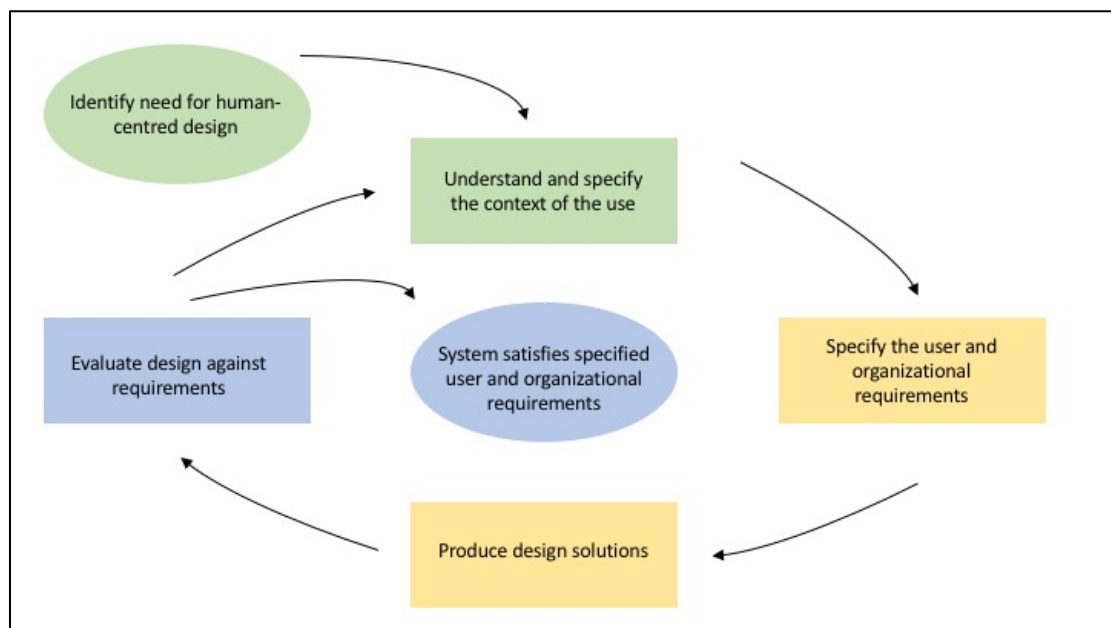 Identify need for human-
centred design
Understand and specify
the context of the use
Evaluate design against
requirements
System satisfies specified
user and organizational
requirements
Specify the user and
organizational
requirements
Produce design solutions